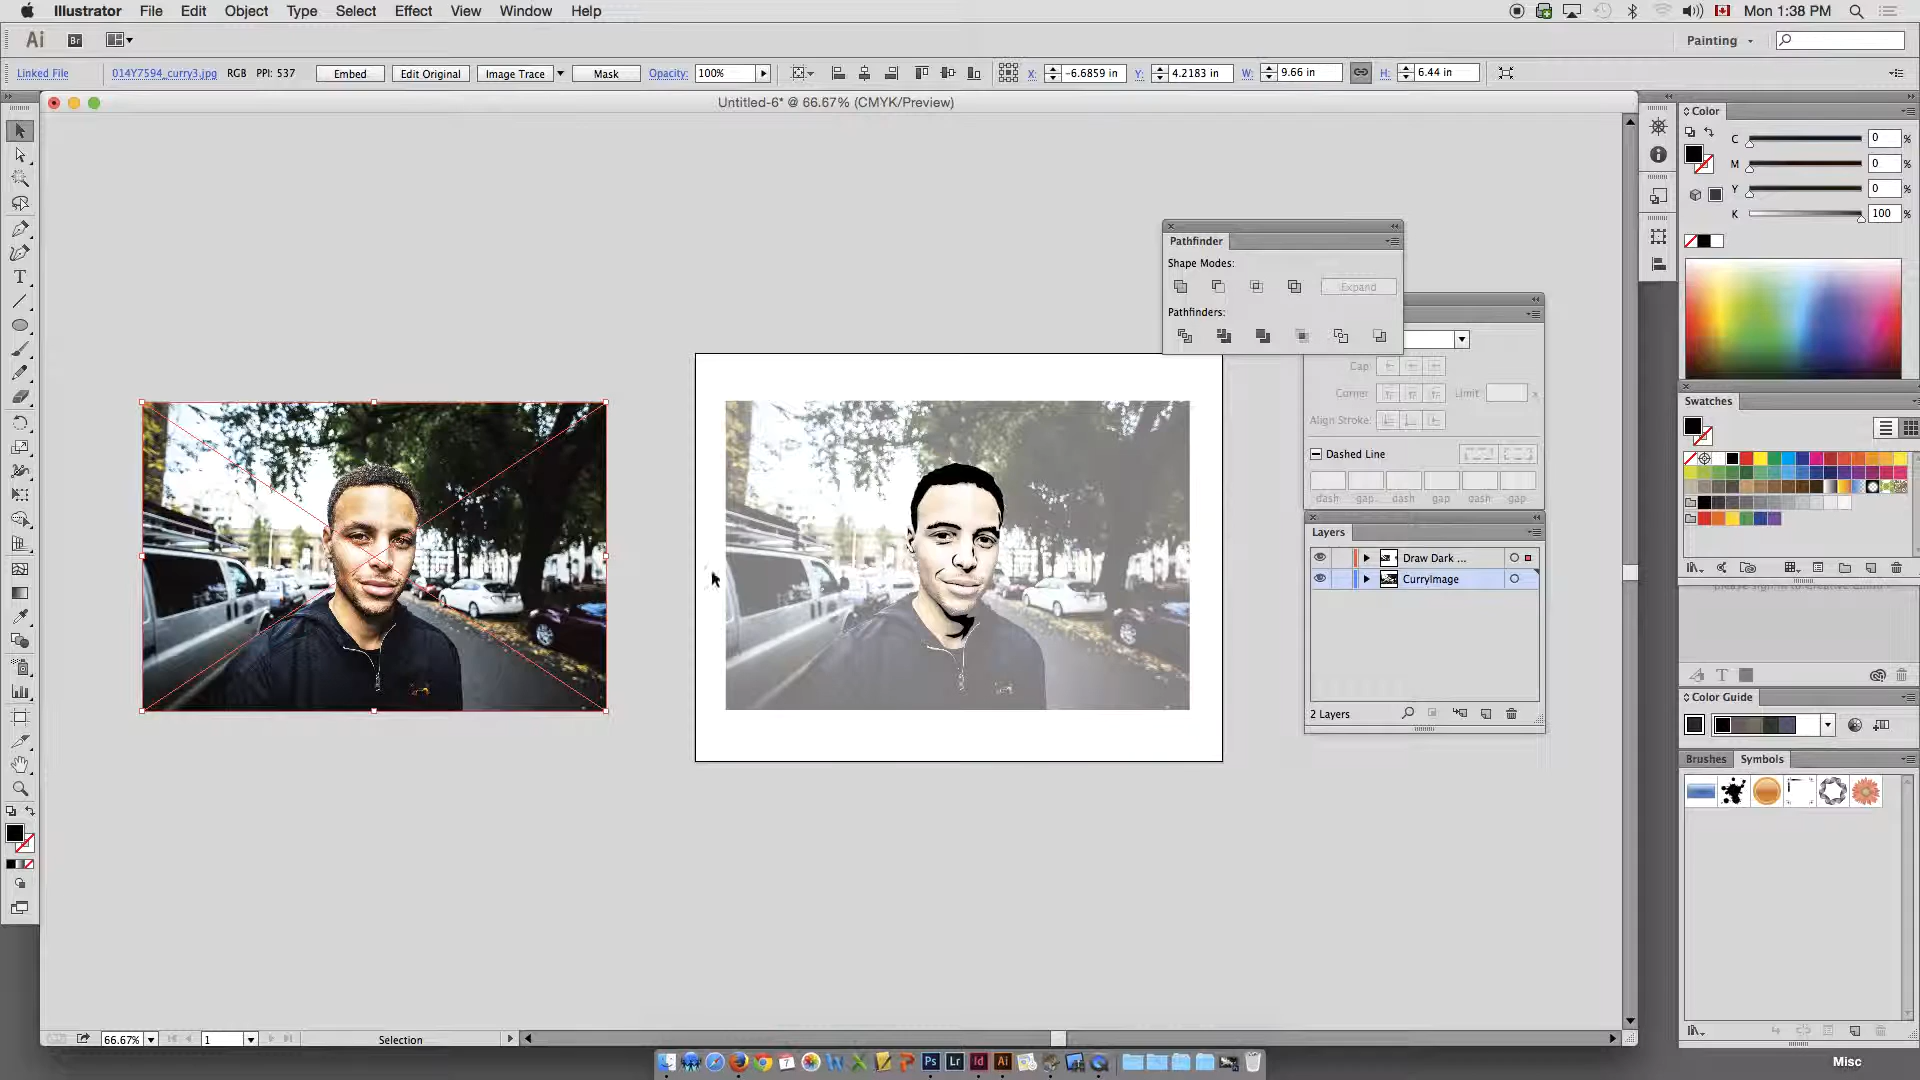 Illustrator File Edit Object Type Select Effect View Window Help
Mon 1:38 PM
Ai Br
Painting
Linked File 014Y7594_curry3.jpg RGB PPI: 537 Embed Edit Original Image Trace Mask Opacity: 100% X: -6.6859 in Y: 4.2183 in W: 9.66 in H: 6.44 in
Untitled-6* @ 66.67% (CMYK/Preview)
Color
C 0 %
M 0 %
Y 0 %
K 100 %
Pathfinder
Shape Modes:
Expand
Pathfinders:
Cap:
Corner: Limit: x
Align Stroke:
Dashed Line
dash gap dash gap dash gap
Swatches
Layers
Draw Dark ...
CurryImage
2 Layers
Color Guide
Brushes Symbols
66.67% 1 Selection
Misc